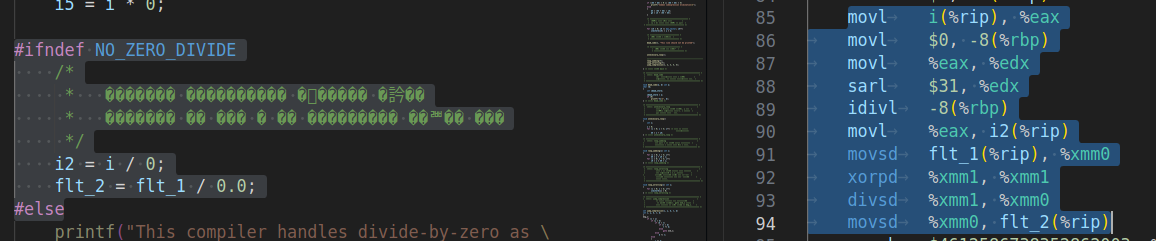 i5 = i * 0;
#ifndef NO_ZERO_DIVIDE
/*
*
*
*/
i2 = i / 0;
flt_2 = flt_1 / 0.0;
#else
printf("This compiler handles divide-by-zero as \
85 movl i(%rip), %eax
86 movl $0, -8(%rbp)
87 movl %eax, %edx
88 sarl $31, %edx
89 idivl -8(%rbp)
90 movl %eax, i2(%rip)
91 movsd flt_1(%rip), %xmm0
92 xorpd %xmm1, %xmm1
93 divsd %xmm1, %xmm0
94 movsd %xmm0, flt_2(%rip)